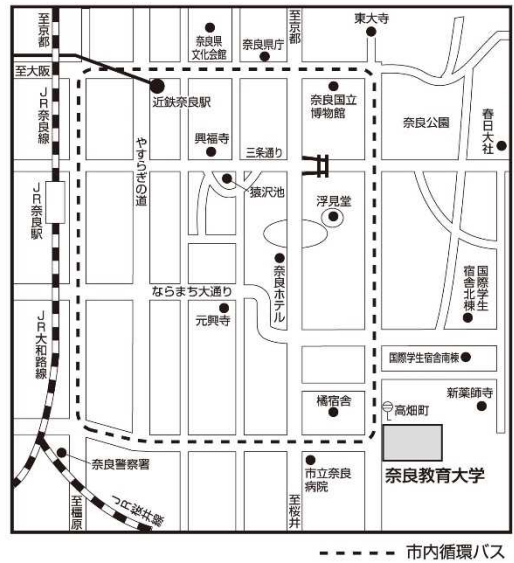 至京都
奈良県
文化会館
奈良県庁
至京都
東大寺
至大阪
近鉄奈良駅
奈良国立
博物館
奈良公園
春日大社
JR奈良線
やすらぎの道
興福寺
三条通り
猿沢池
浮見堂
JR奈良駅
奈良ホテル
ならまち大通り
元興寺
国際学生
宿舎北棟
JR大和路線
国際学生宿舎南棟
橘宿舎
高畑町
新薬師寺
奈良警察署
市立奈良
病院
奈良教育大学
至橿原
JR桜井線
至桜井
市内循環バス